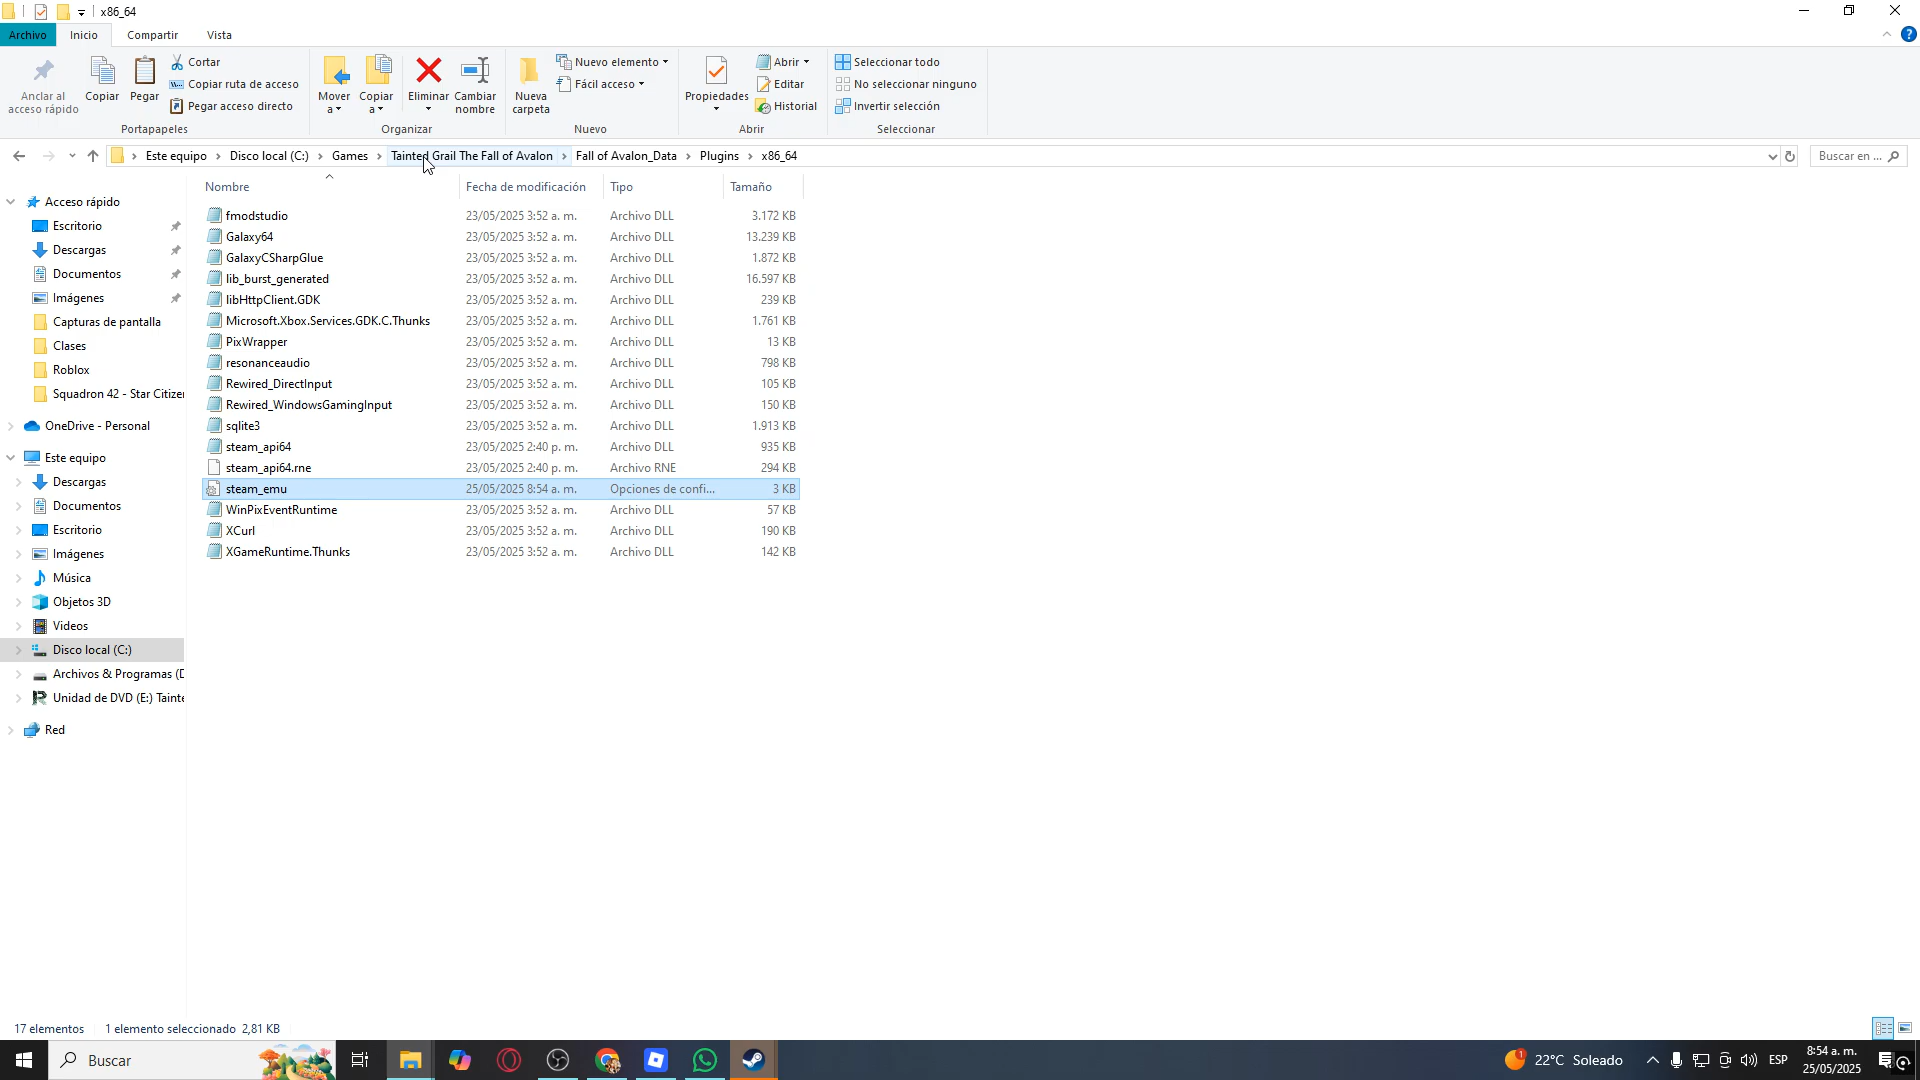 x86_64
Archivo Inicio Compartir Vista
Anclar al acceso rápido
Copiar
Pegar
Cortar
Copiar ruta de acceso
Pegar acceso directo
Portapapeles
Mover a
Copiar a
Eliminar
Cambiar nombre
Organizar
Nueva carpeta
Nuevo elemento
Fácil acceso
Nuevo
Propiedades
Abrir
Editar
Historial
Abrir
Seleccionar todo
No seleccionar ninguno
Invertir selección
Seleccionar
Este equipo > Disco local (C:) > Games > Tainted Grail The Fall of Avalon > Fall of Avalon_Data > Plugins > x86_64
Buscar en ...
Acceso rápido
Escritorio
Descargas
Documentos
Imágenes
Capturas de pantalla
Clases
Roblox
Squadron 42 - Star Citizer
OneDrive - Personal
Este equipo
Descargas
Documentos
Escritorio
Imágenes
Música
Objetos 3D
Videos
Disco local (C:)
Archivos & Programas (D
Unidad de DVD (E:) Tainte
Red
Nombre Fecha de modificación Tipo Tamaño
fmodstudio 23/05/2025 3:52 a. m. Archivo DLL 3.172 KB
Galaxy64 23/05/2025 3:52 a. m. Archivo DLL 13.239 KB
GalaxyCSharpGlue 23/05/2025 3:52 a. m. Archivo DLL 1.872 KB
lib_burst_generated 23/05/2025 3:52 a. m. Archivo DLL 16.597 KB
libHttpClient.GDK 23/05/2025 3:52 a. m. Archivo DLL 239 KB
Microsoft.Xbox.Services.GDK.C.Thunks 23/05/2025 3:52 a. m. Archivo DLL 1.761 KB
PixWrapper 23/05/2025 3:52 a. m. Archivo DLL 13 KB
resonanceaudio 23/05/2025 3:52 a. m. Archivo DLL 798 KB
Rewired_DirectInput 23/05/2025 3:52 a. m. Archivo DLL 105 KB
Rewired_WindowsGamingInput 23/05/2025 3:52 a. m. Archivo DLL 150 KB
sqlite3 23/05/2025 3:52 a. m. Archivo DLL 1.913 KB
steam_api64 23/05/2025 2:40 p. m. Archivo DLL 935 KB
steam_api64.rne 23/05/2025 2:40 p. m. Archivo RNE 294 KB
steam_emu 25/05/2025 8:54 a. m. Opciones de confi... 3 KB
WinPixEventRuntime 23/05/2025 3:52 a. m. Archivo DLL 57 KB
XCurl 23/05/2025 3:52 a. m. Archivo DLL 190 KB
XGameRuntime.Thunks 23/05/2025 3:52 a. m. Archivo DLL 142 KB
17 elementos 1 elemento seleccionado 2,81 KB
Buscar
1
22°C Soleado
ESP
8:54 a. m.
25/05/2025